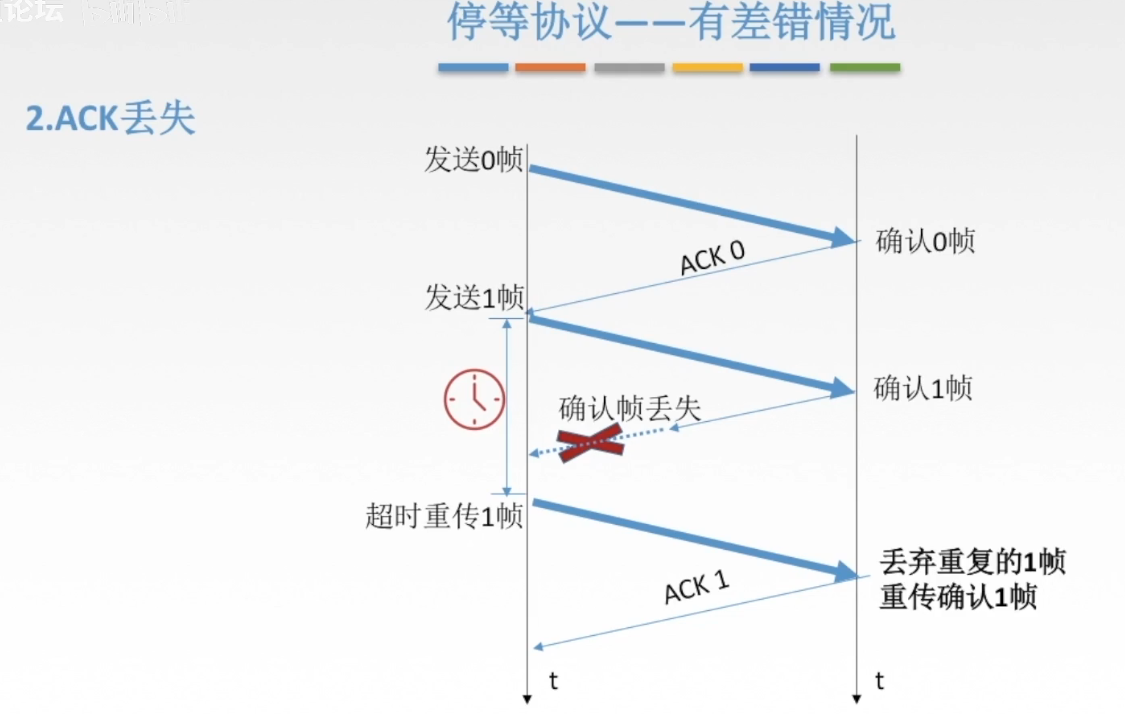 论坛
停等协议——有差错情况
2.ACK丢失
发送0帧
确认0帧
ACK 0
发送1帧
确认1帧
确认帧丢失
超时重传1帧
丢弃重复的1帧
重传确认1帧
ACK 1
t
t